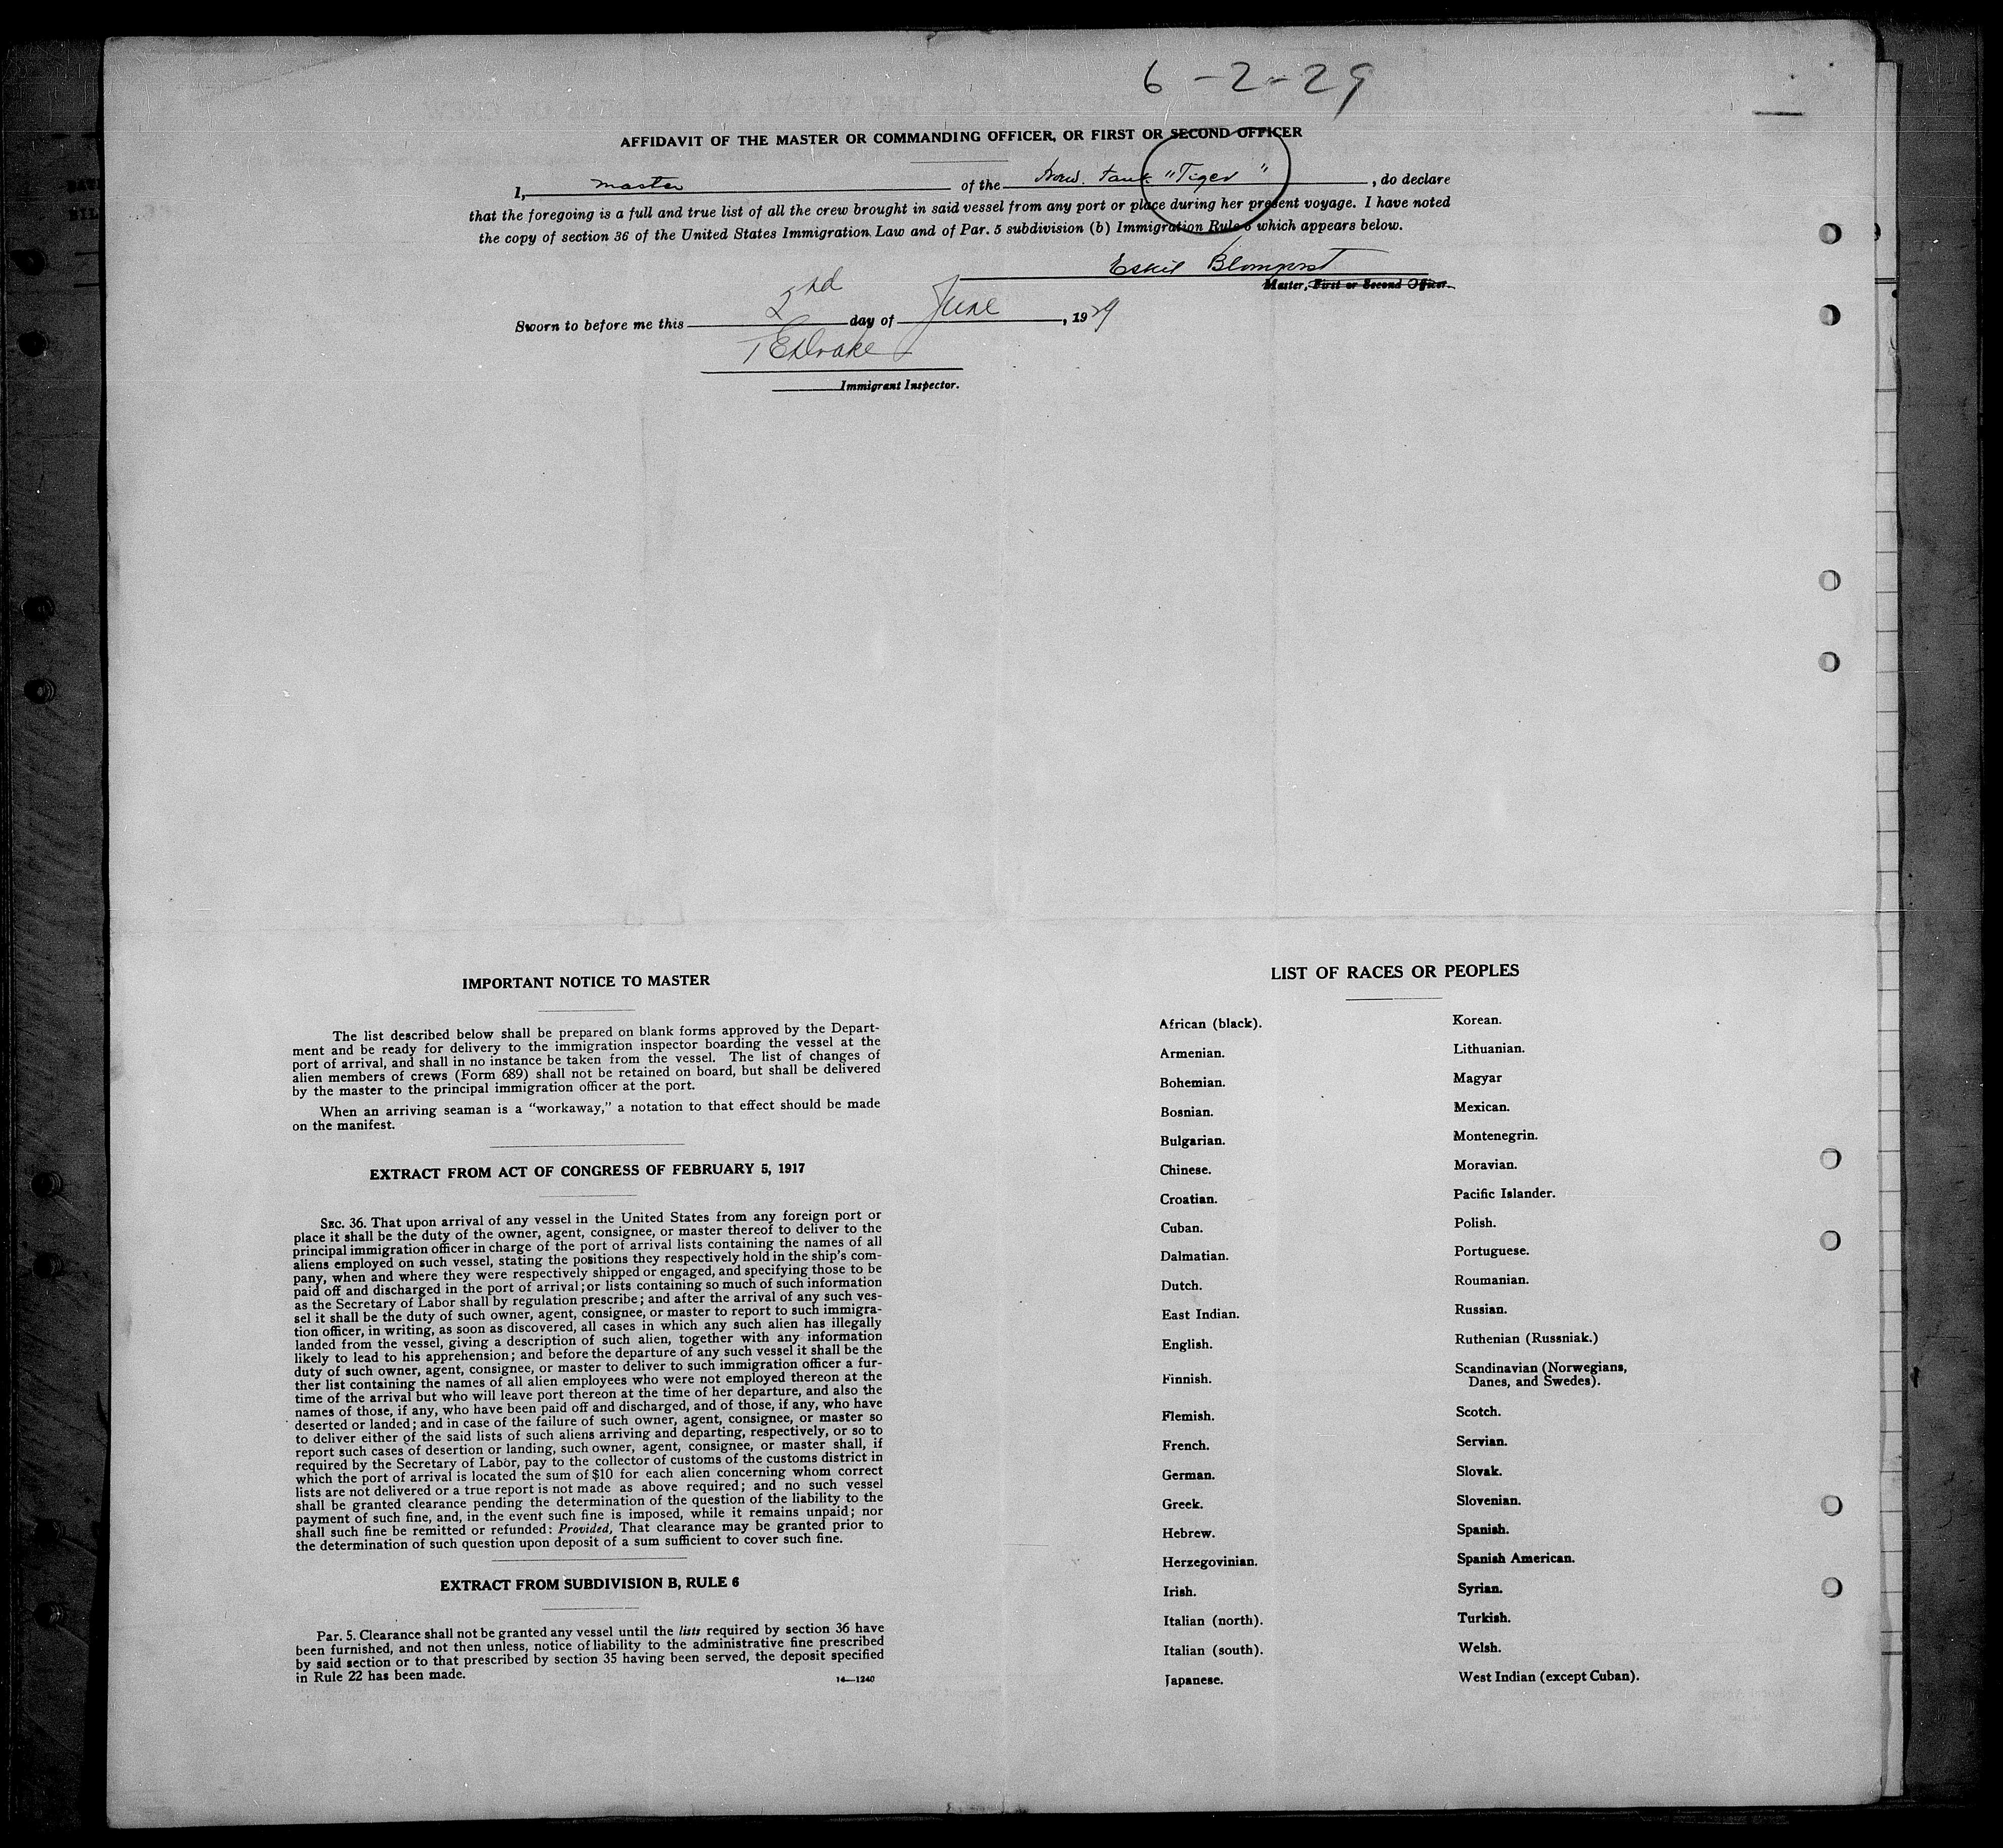 6-2-29
AFFIDAVIT OF THE MASTER OR COMMANDING OFFICER, OR FIRST OR SECOND OFFICER
I, master of the Norw. tank "Tiger", do declare
that the foregoing is a full and true list of all the crew brought in said vessel from any port or place during her present voyage. I have noted
the copy of section 36 of the United States Immigration Law and of Par. 5 subdivision (b) Immigration Rule 6 which appears below.
Eskil
Master, First or Second Officer.
Sworn to before me this 2nd day of June, 1929
TEDrake
Immigrant Inspector.
IMPORTANT NOTICE TO MASTER
The list described below shall be prepared on blank forms approved by the Depart-
ment and be ready for delivery to the immigration inspector boarding the vessel at the
port of arrival, and shall in no instance be taken from the vessel. The list of changes of
alien members of crews (Form 689) shall not be retained on board, but shall be delivered
by the master to the principal immigration officer at the port.
When an arriving seaman is a "workaway," a notation to that effect should be made
on the manifest.
EXTRACT FROM ACT OF CONGRESS OF FEBRUARY 5, 1917
SEC. 36. That upon arrival of any vessel in the United States from any foreign port or
place it shall be the duty of the owner, agent, consignee, or master thereof to deliver to the
principal immigration officer in charge of the port of arrival lists containing the names of all
aliens employed on such vessel, stating the positions they respectively hold in the ship's com-
pany, when and where they were respectively shipped or engaged, and specifying those to be
paid off and discharged in the port of arrival; or lists containing so much of such information
as the Secretary of Labor shall by regulation prescribe; and after the arrival of any such ves-
sel it shall be the duty of such owner, agent, consignee, or master to report to such immigra-
tion officer, in writing, as soon as discovered, all cases in which any such alien has illegally
landed from the vessel, giving a description of such alien, together with any information
likely to lead to his apprehension; and before the departure of any such vessel it shall be the
duty of such owner, agent, consignee, or master to deliver to such immigration officer a fur-
ther list containing the names of all alien employees who were not employed thereon at the
time of the arrival but who will leave port thereon at the time of her departure, and also the
names of those, if any, who have been paid off and discharged, and of those, if any, who have
deserted or landed; and in case of the failure of such owner, agent, consignee, or master so
to deliver either of the said lists of such aliens arriving and departing, respectively, or so to
report such cases of desertion or landing, such owner, agent, consignee, or master shall, if
required by the Secretary of Labor, pay to the collector of customs of the customs district in
which the port of arrival is located the sum of $10 for each alien concerning whom correct
lists are not delivered or a true report is not made as above required; and no such vessel
shall be granted clearance pending the determination of the question of the liability to the
payment of such fine, and, in the event such fine is imposed, while it remains unpaid; nor
shall such fine be remitted or refunded: Provided, That clearance may be granted prior to
the determination of such question upon deposit of a sum sufficient to cover such fine.
EXTRACT FROM SUBDIVISION B, RULE 6
Par. 5. Clearance shall not be granted any vessel until the lists required by section 36 have
been furnished, and not then unless, notice of liability to the administrative fine prescribed
by said section or to that prescribed by section 35 having been served, the deposit specified
in Rule 22 has been made.
14—1240
LIST OF RACES OR PEOPLES
African (black).
Armenian.
Bohemian.
Bosnian.
Bulgarian.
Chinese.
Croatian.
Cuban.
Dalmatian.
Dutch.
East Indian.
English.
Finnish.
Flemish.
French.
German.
Greek.
Hebrew.
Herzegovinian.
Irish.
Italian (north).
Italian (south).
Japanese.
Korean.
Lithuanian.
Magyar
Mexican.
Montenegrin.
Moravian.
Pacific Islander.
Polish.
Portuguese.
Roumanian.
Russian.
Ruthenian (Russniak.)
Scandinavian (Norwegians,
Danes, and Swedes).
Scotch.
Servian.
Slovak.
Slovenian.
Spanish.
Spanish American.
Syrian.
Turkish.
Welsh.
West Indian (except Cuban).